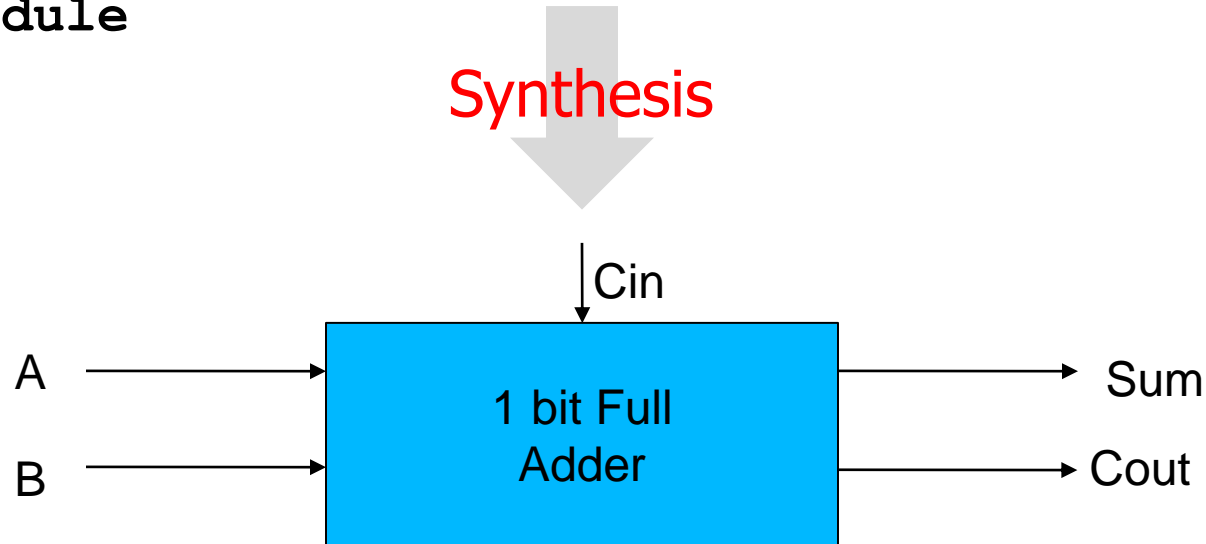 dule
Synthesis
Cin
A
1 bit Full
Adder
Sum
B
Cout